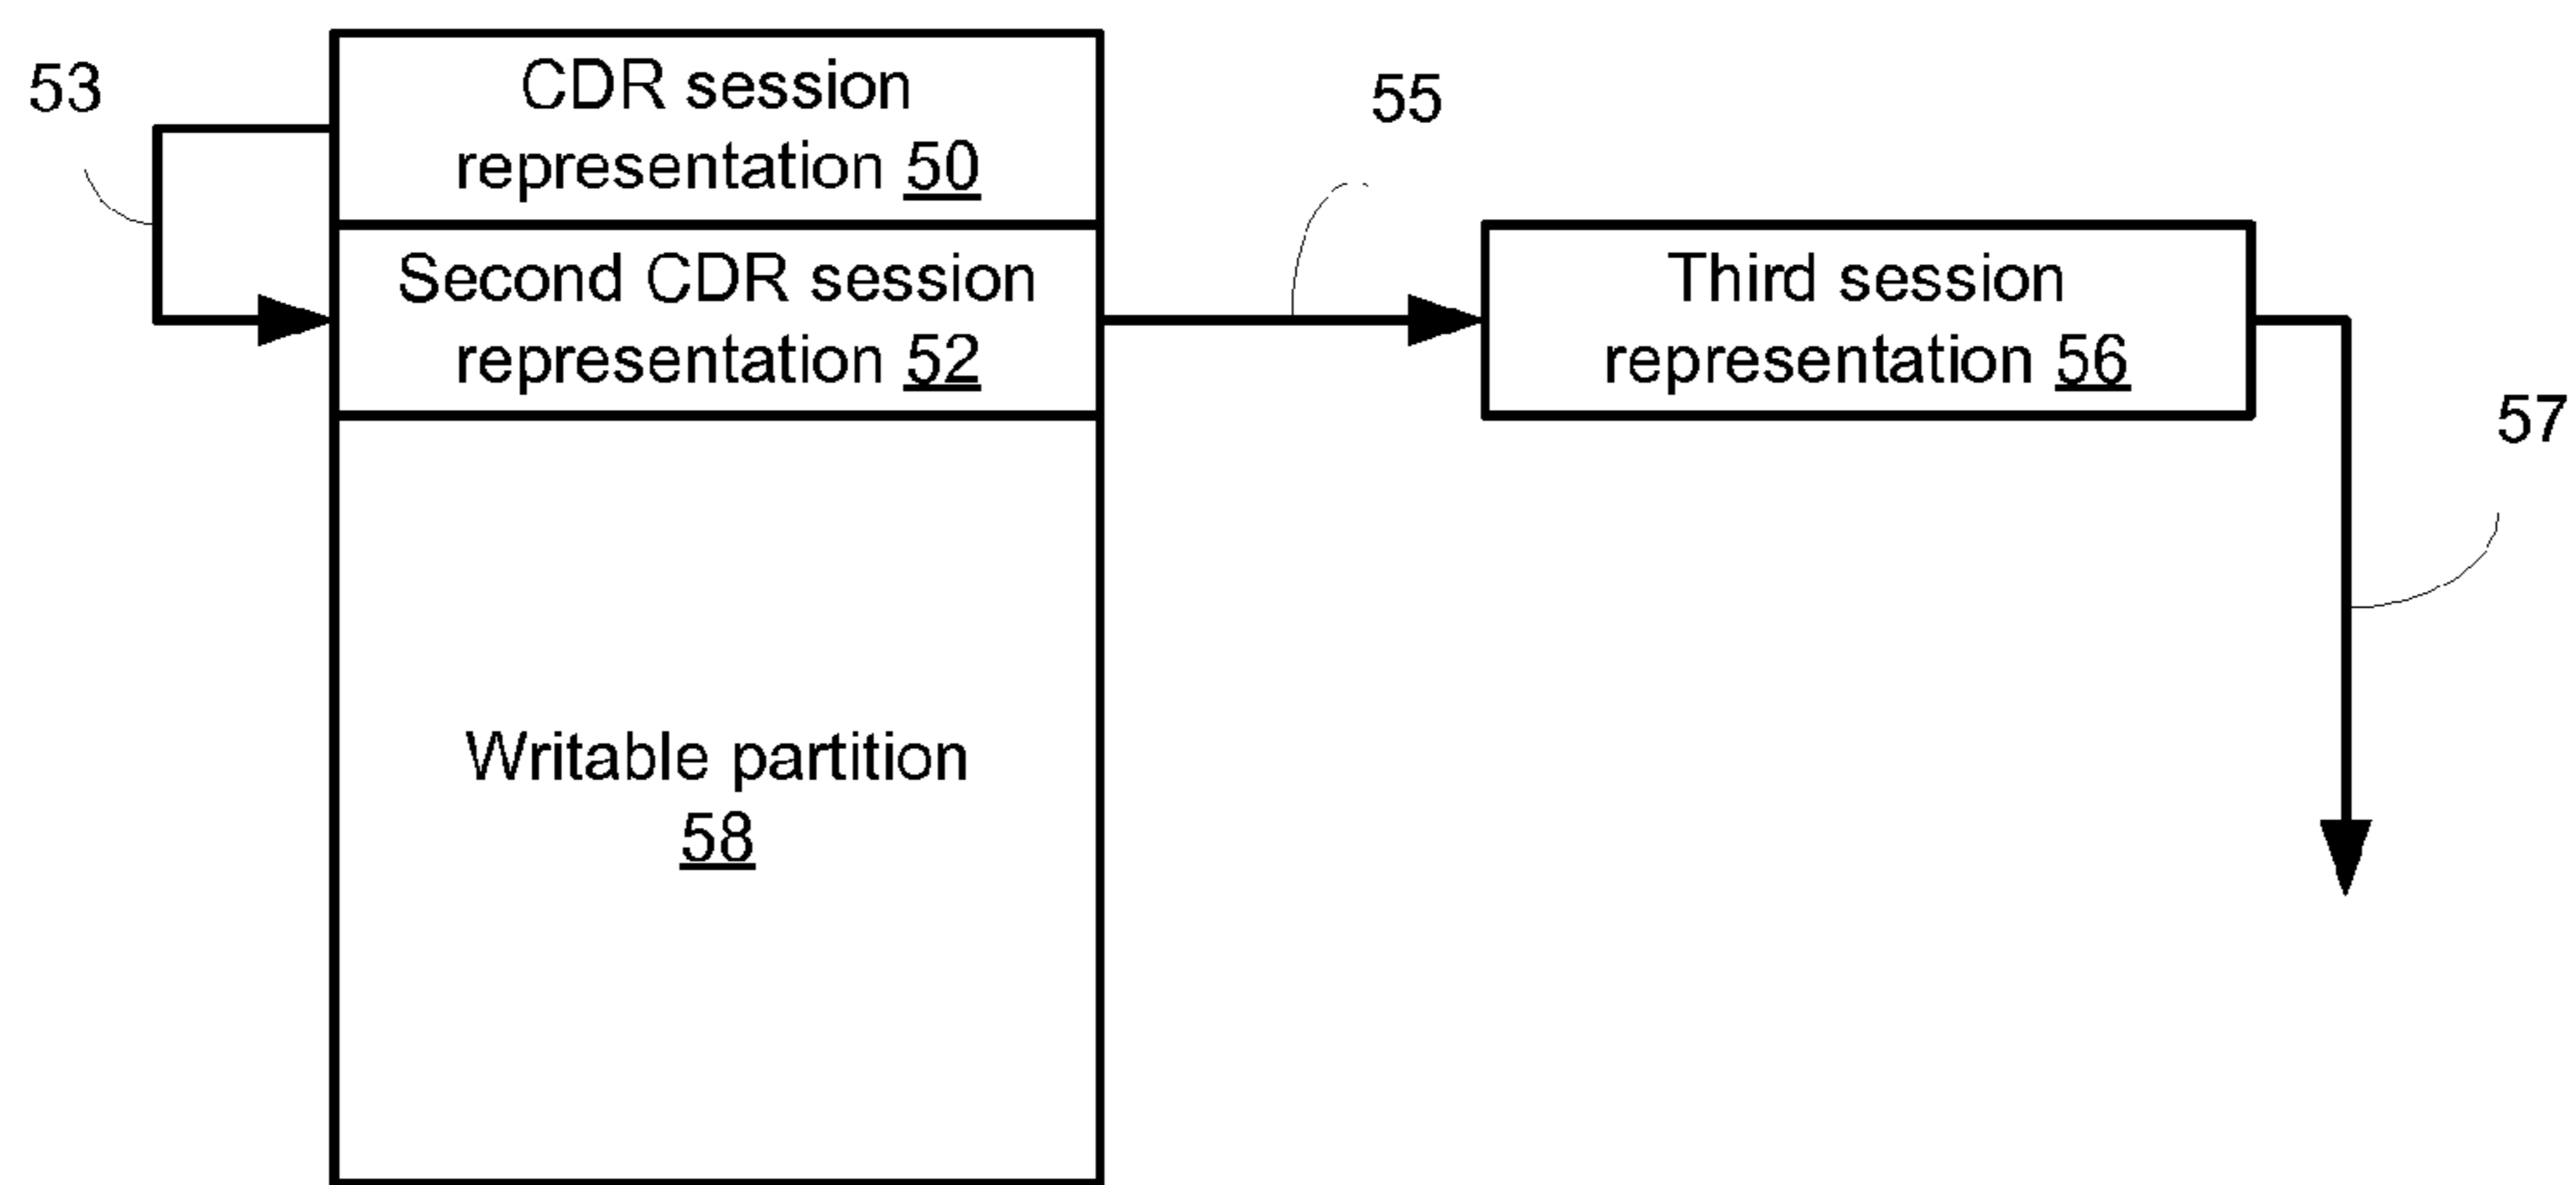 53
CDR session
representation 50
55
Second CDR session
representation 52
Third session
representation 56
57
Writable partition
58